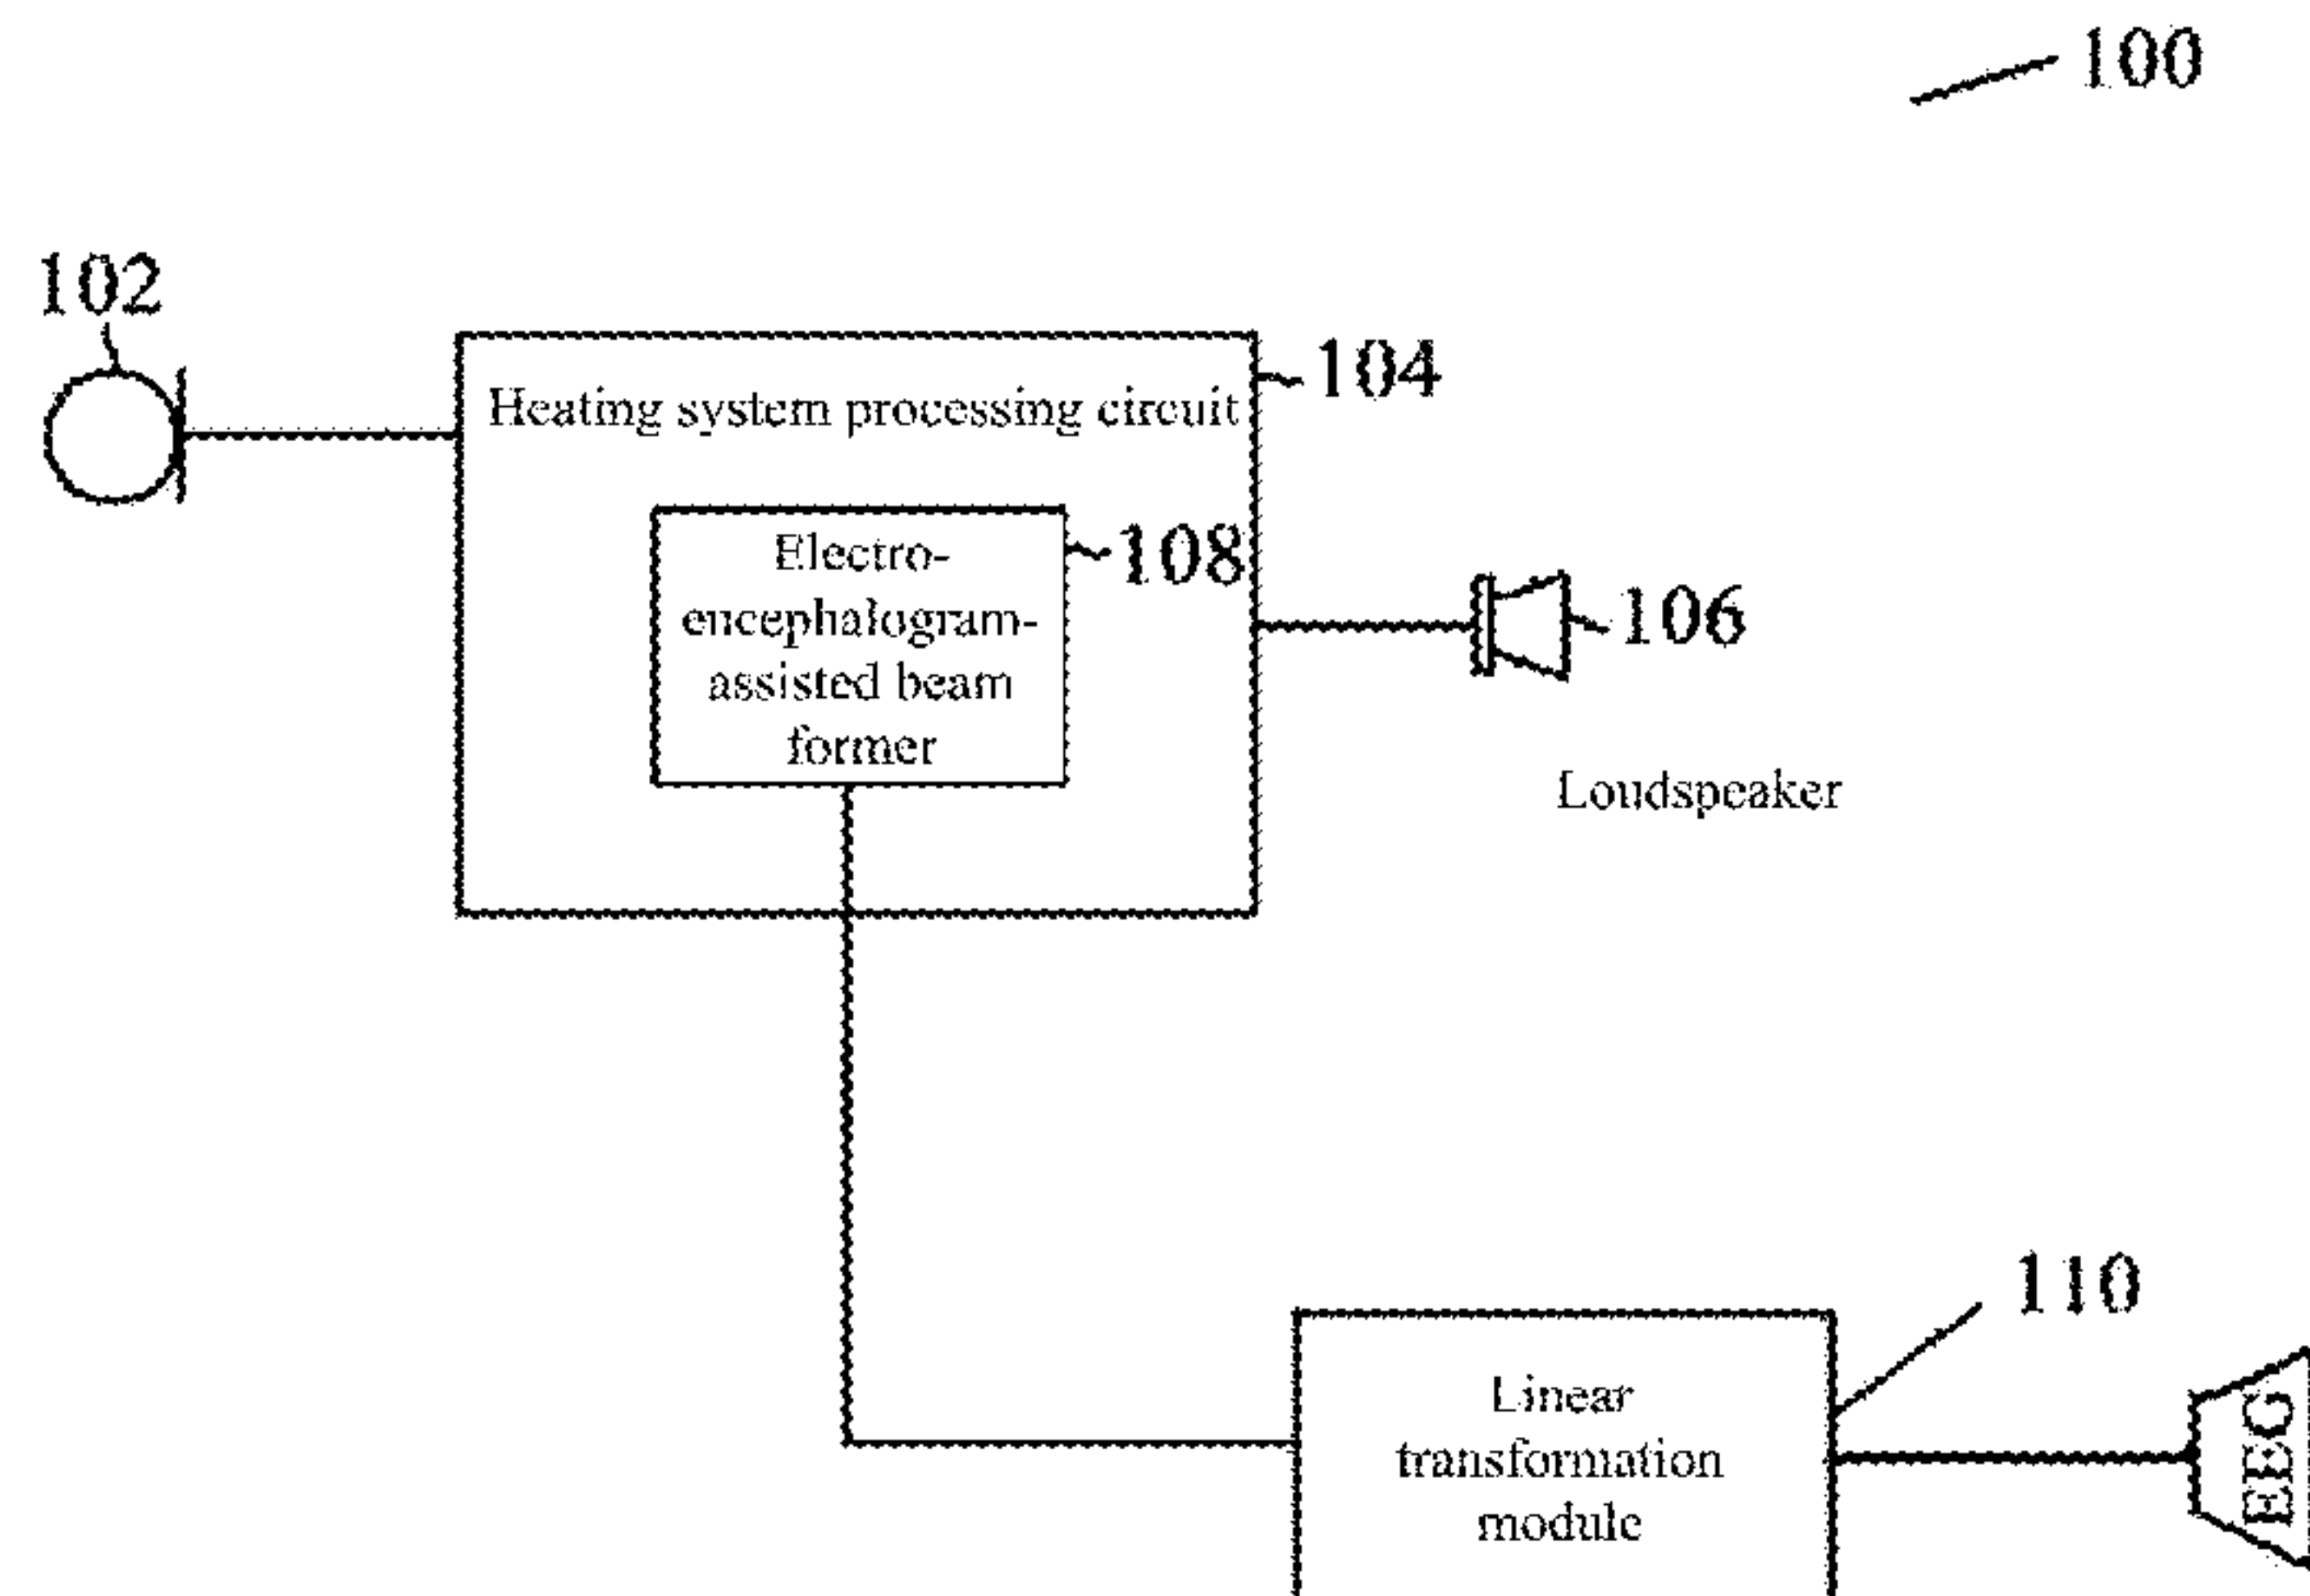 100
102
104
Heating system processing circuit
108
Electro-
encephalogram-
assisted beam
former
106
Loudspeaker
110
Linear
transformation
module
EEG